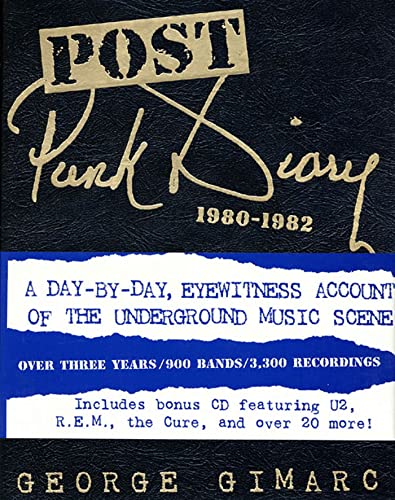 POST
Punk Diary
1980-1982
A DAY-BY-DAY, EYEWITNESS ACCOUNT
OF THE UNDERGROUND MUSIC SCENE
OVER THREE YEARS/900 BANDS/3,300 RECORDINGS
Includes bonus CD featuring U2,
R.E.M., the Cure, and over 20 more!
GEORGE GIMARC